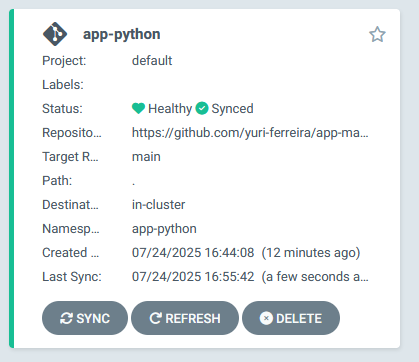 app-python
Project: default
Labels:
Status: Healthy Synced
Reposito... https://github.com/yuri-ferreira/app-ma...
Target R... main
Path: .
Destinat... in-cluster
Namesp... app-python
Created ... 07/24/2025 16:44:08 (12 minutes ago)
Last Sync: 07/24/2025 16:55:42 (a few seconds a...
SYNC REFRESH DELETE